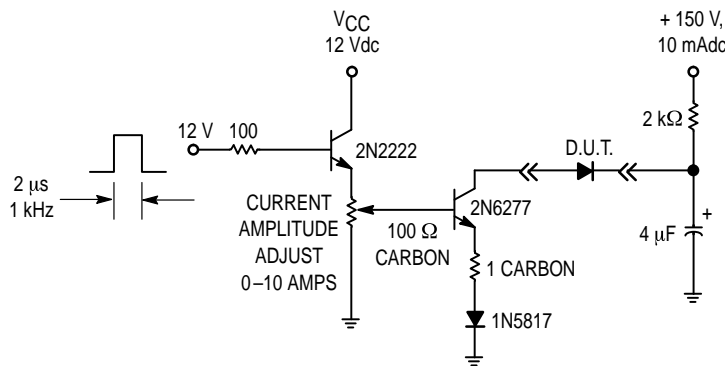 VCC
12 Vdc
+ 150 V,
10 mAdc
2 kΩ
12 V
100
2N2222
D.U.T.
2 µs
1 kHz
CURRENT
AMPLITUDE
ADJUST
0–10 AMPS
100 Ω
CARBON
2N6277
+
4 µF
1 CARBON
1N5817